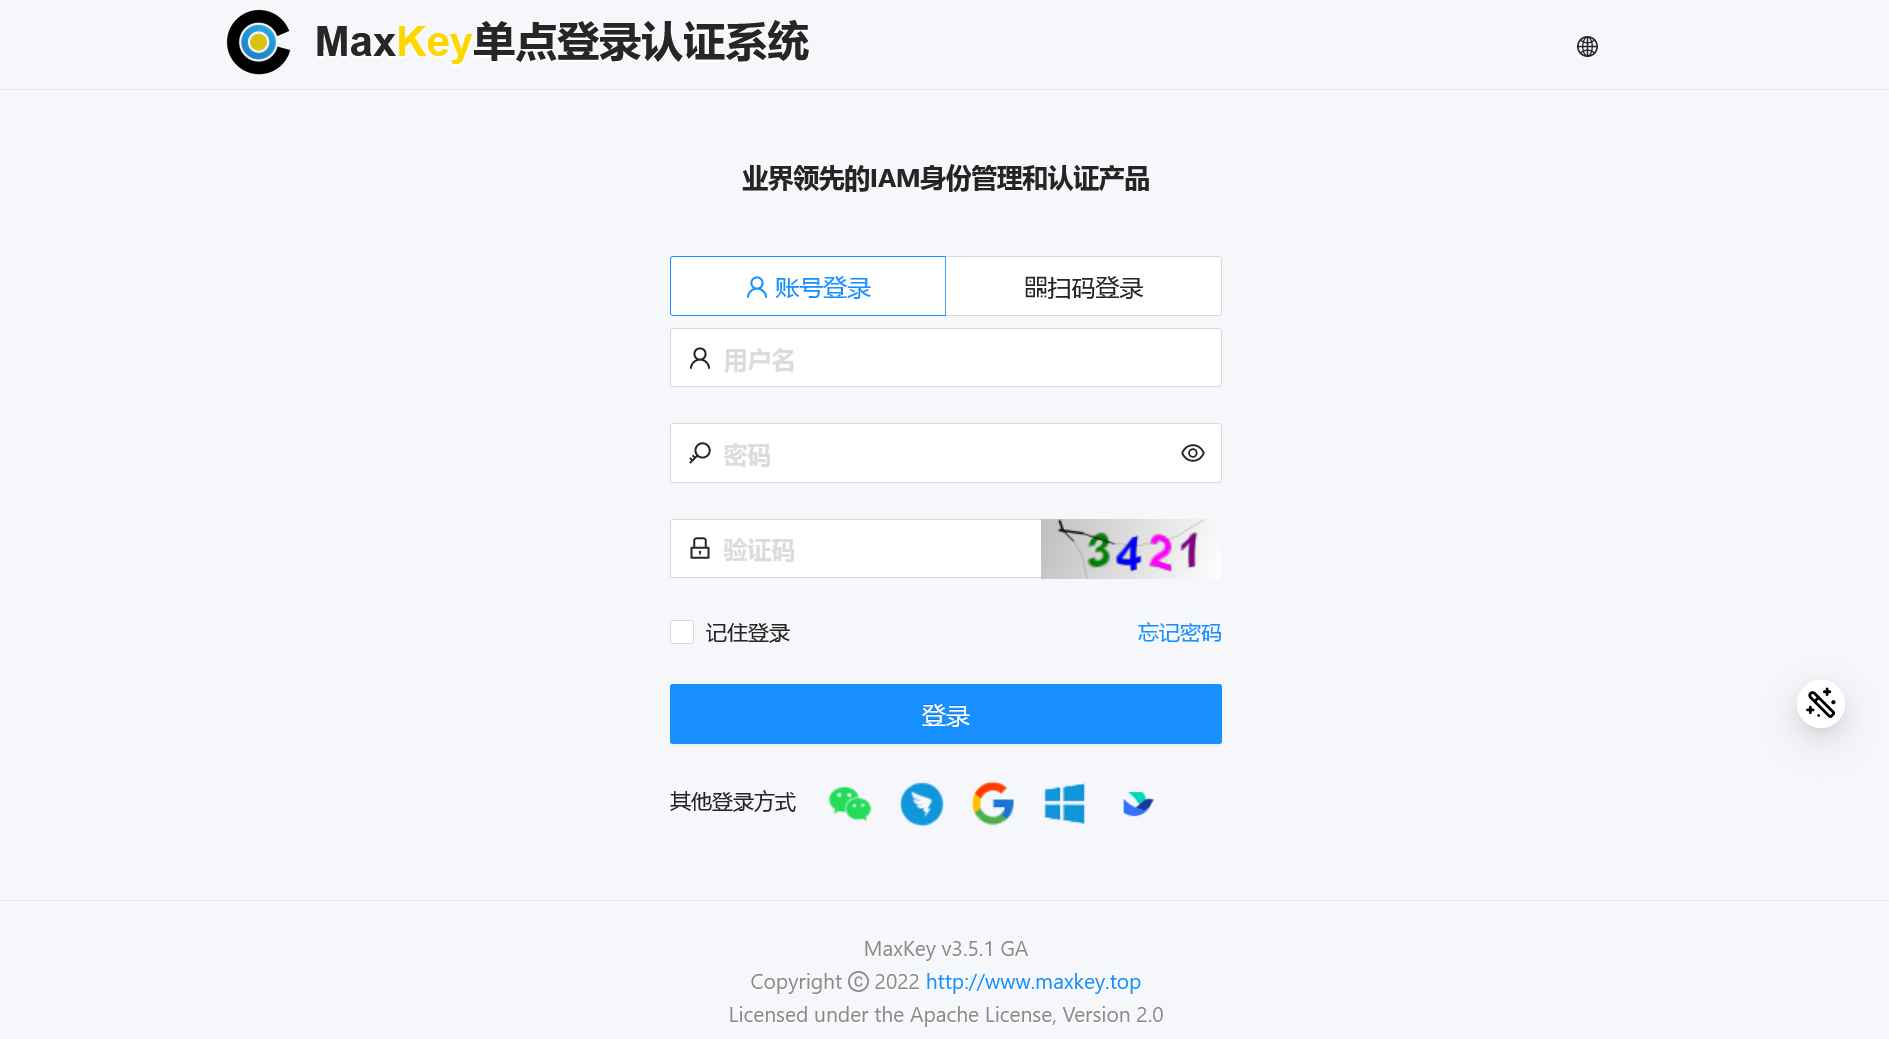 MaxKey单点登录认证系统
业界领先的IAM身份管理和认证产品
账号登录 扫码登录
用户名
密码
验证码 3421
记住登录 忘记密码
登录
其他登录方式
MaxKey v3.5.1 GA
Copyright © 2022 http://www.maxkey.top
Licensed under the Apache License, Version 2.0